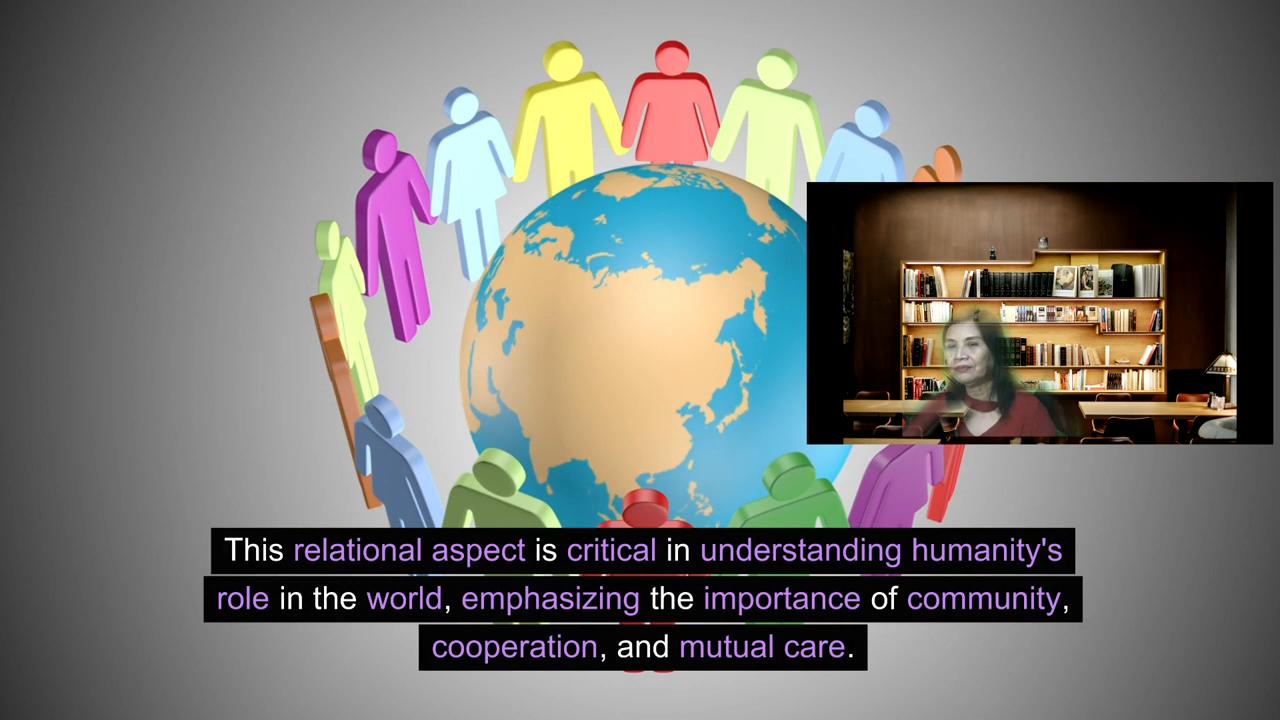 This relational aspect is critical in understanding humanity's
role in the world, emphasizing the importance of community,
cooperation, and mutual care.